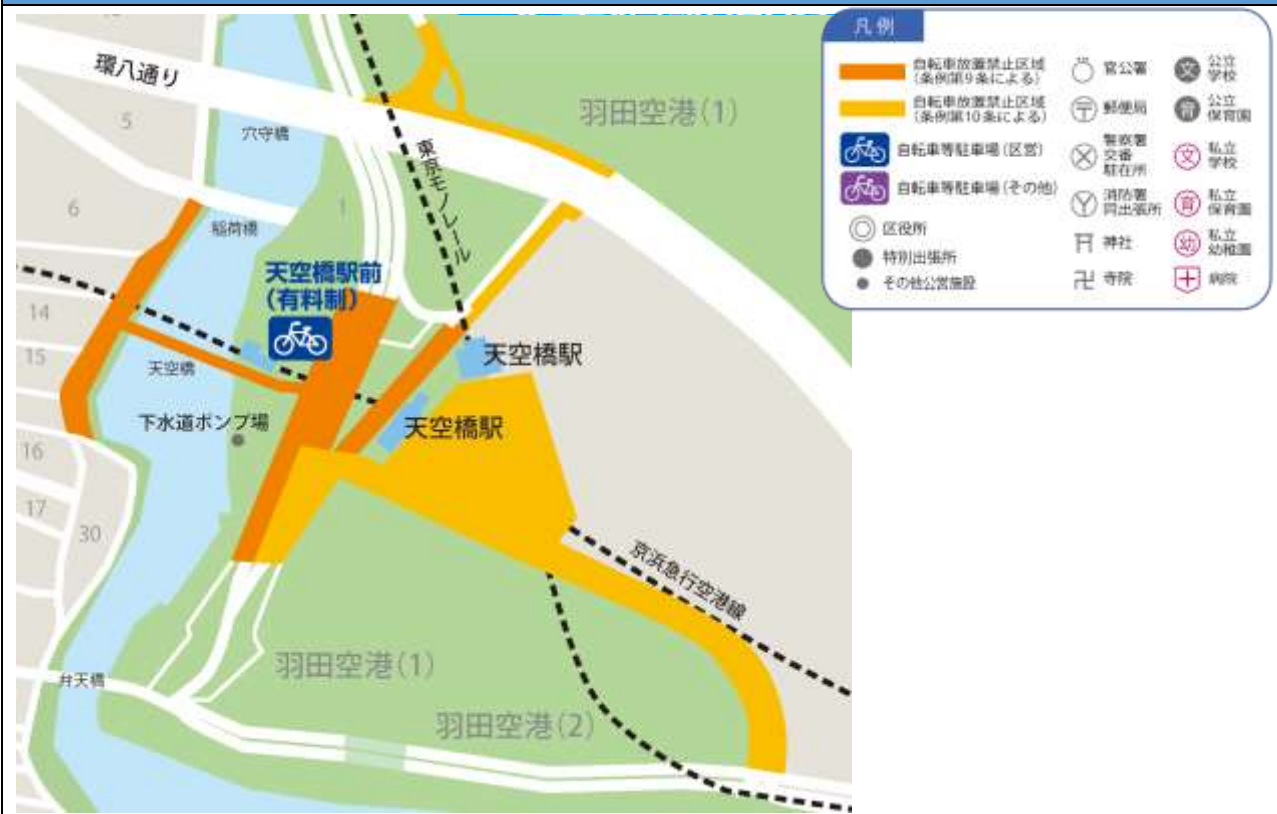 環八通り
5
穴守橋
6
稲荷橋
1
東京モノレール
羽田空港(1)
天空橋駅前
(有料制)
14
15
天空橋
天空橋駅
下水道ポンプ場
天空橋駅
16
17
30
京浜急行空港線
羽田空港(1)
弁天橋
羽田空港(2)
凡例
自転車放置禁止区域
(条例第9条による)
自転車放置禁止区域
(条例第10条による)
自転車等駐車場(区営)
自転車等駐車場(その他)
区役所
特別出張所
その他公営施設
官公署
〒
郵便局
警察署
交番
駐在所
消防署
同出張所
神社
寺院
文
公立
学校
育
公立
保育園
文
私立
学校
育
私立
保育園
幼
私立
幼稚園
病院